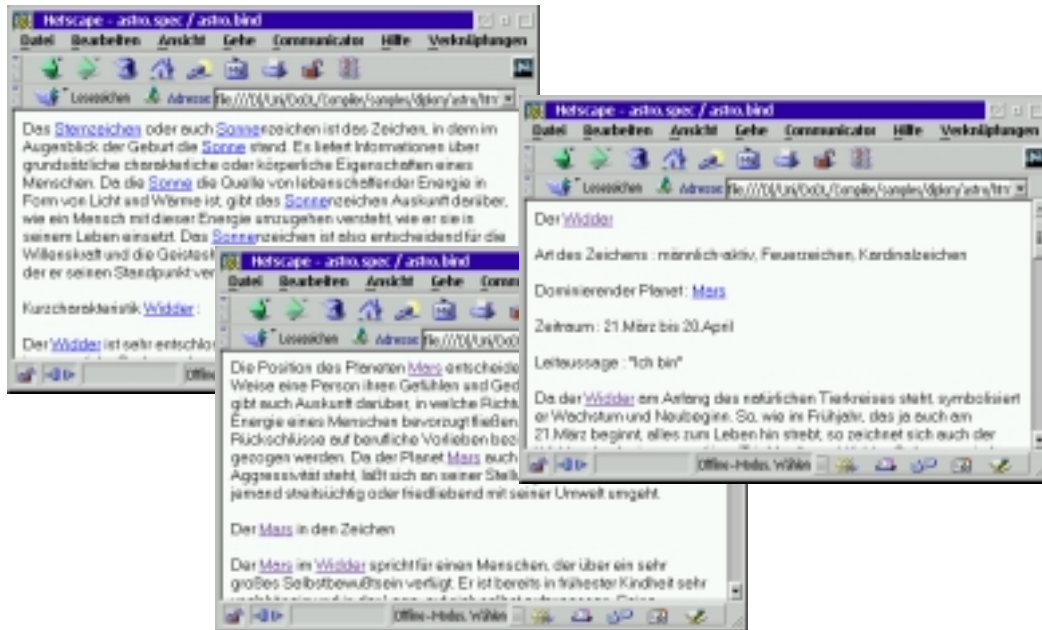 Netscape - astro.spec / astro.bind
Datei Bearbeiten Ansicht Gehe Communicator Hilfe Verknüpfungen
Lesezeichen Adresse
Das Sternzeichen oder auch Sonnenzeichen ist das Zeichen, in dem im
Augenblick der Geburt die Sonne stand. Es liefert Informationen über
grundsätzliche charakterliche oder körperliche Eigenschaften eines
Menschen. Da die Sonne die Quelle von lebenschaffender Energie in
Form von Licht und Wärme ist, gibt das Sonnenzeichen Auskunft darüber,
wie ein Mensch mit dieser Energie umzugehen versteht, wie er sie in
seinem Leben einsetzt. Das Sonnenzeichen ist also entscheidend für die
Willenskraft und die
der er seinen Standpunkt
Kurzcharakteristik Widder :
Der Widder ist sehr
Netscape - astro.spec / astro.bind
Datei Bearbeiten Ansicht Gehe
Lesezeichen Adresse
Die Position des Planeten Mars
Weise eine Person ihren Gefühlen und
gibt auch Auskunft darüber, in welche
Energie eines Menschen bevorzugt fließen
Rückschlüsse auf berufliche Vorlieben
gezogen werden. Da der Planet Mars auch
Aggressivität steht, läßt sich an seiner
jemand streitsüchtig oder friedliebend mit seiner Umwelt umgeht.
Der Mars in den Zeichen
Der Mars im Widder spricht für einen Menschen, der über ein sehr
großes Selbstbewußtsein verfügt. Er ist bereits in frühester Kindheit sehr
Offline-Modus. Wählen
Netscape - astro.spec / astro.bind
Datei Bearbeiten Ansicht Gehe Communicator Hilfe Verknüpfungen
Lesezeichen Adresse
Der Widder
Art des Zeichens : männlich-aktiv, Feuerzeichen, Kardinalzeichen
Dominierender Planet : Mars
Zeitraum : 21.März bis 20.April
Leitaussage : "Ich bin"
Da der Widder am Anfang des natürlichen Tierkreises steht, symbolisiert
er Wachstum und Neubeginn. So, wie im Frühjahr, das ja auch am
21.März beginnt, alles zum Leben hin strebt, so zeichnet sich auch der
Offline-Modus. Wählen